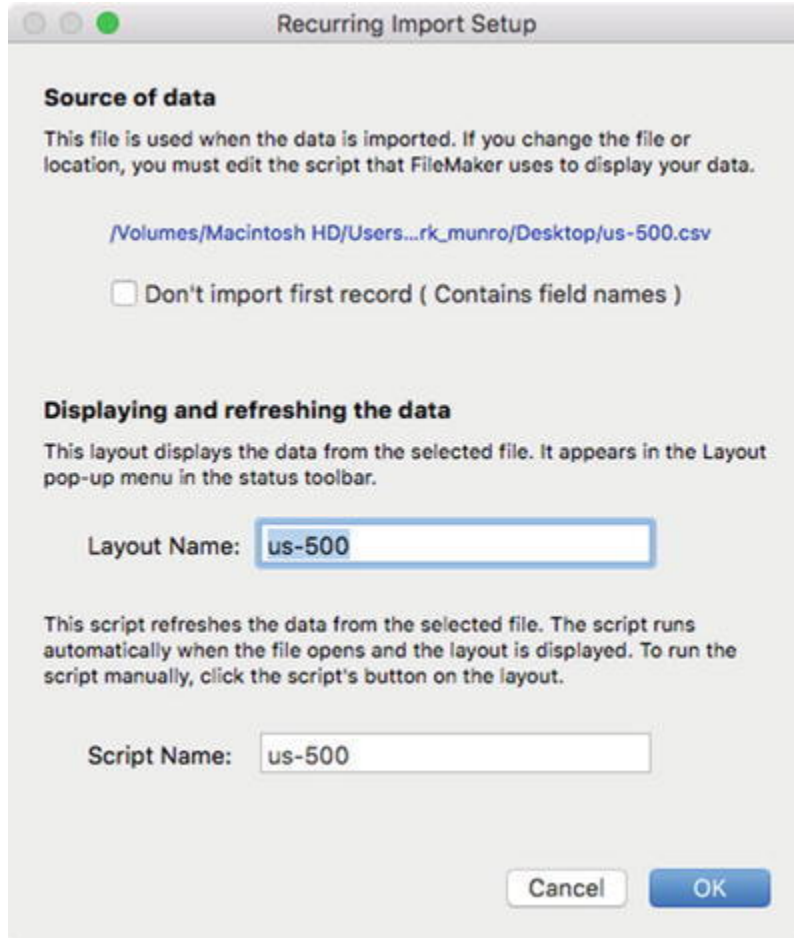 Recurring Import Setup
Source of data
This file is used when the data is imported. If you change the file or
location, you must edit the script that FileMaker uses to display your data.
/Volumes/Macintosh HD/Users...rk_munro/Desktop/us-500.csv
Don't import first record ( Contains field names )
Displaying and refreshing the data
This layout displays the data from the selected file. It appears in the Layout
pop-up menu in the status toolbar.
Layout Name: us-500
This script refreshes the data from the selected file. The script runs
automatically when the file opens and the layout is displayed. To run the
script manually, click the script's button on the layout.
Script Name: us-500
Cancel OK